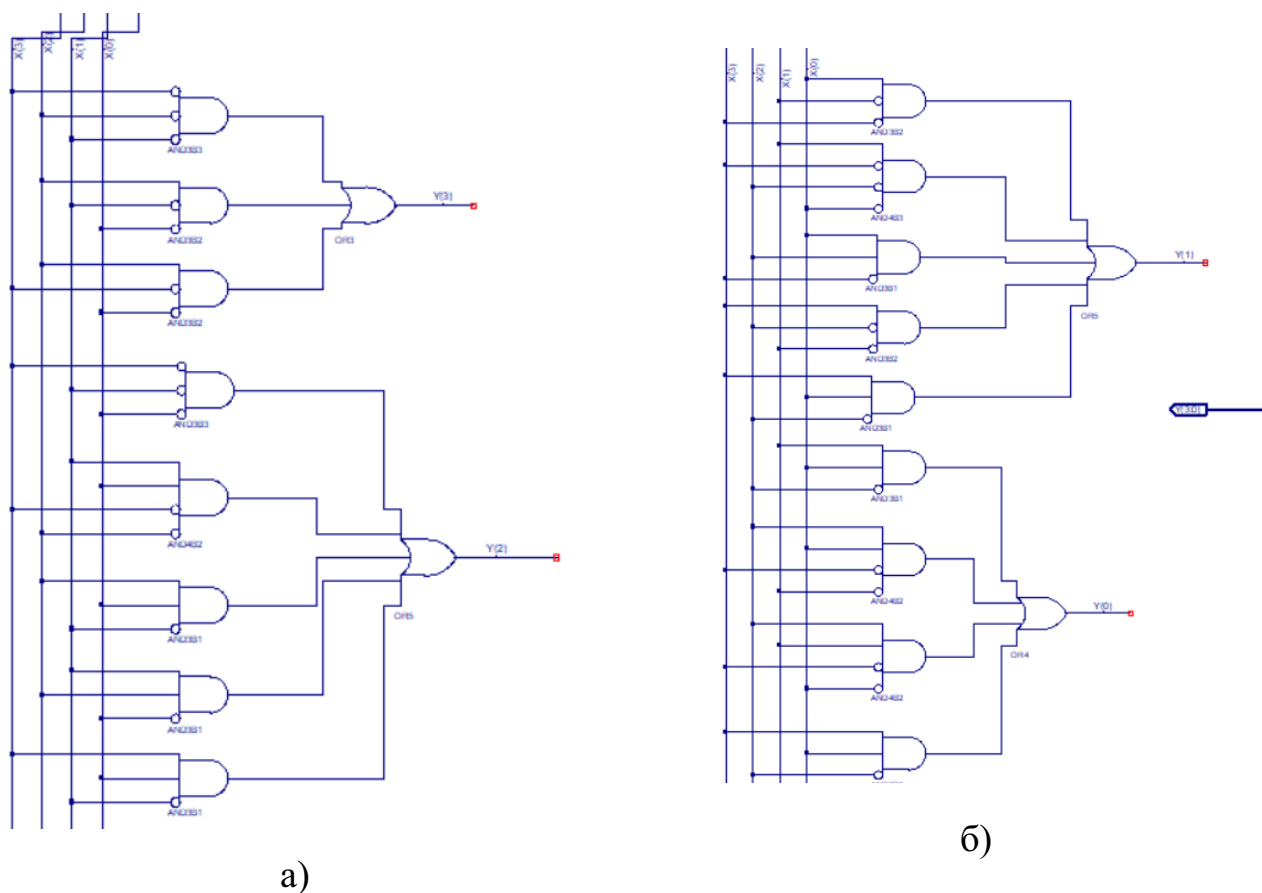 X(3) X(2) X(1) X(0)
AND3B3
AND3B2
Y(3)
OR3
AND3B2
AND3B3
AND4B2
Y(2)
AND3B1
OR5
AND3B1
AND3B1
а)
X(3) X(2) X(1) X(0)
AND3B2
AND4B3
AND3B1
Y(1)
OR5
AND3B2
AND3B1
Y(3:0)
AND3B1
AND4B2
Y(0)
OR4
AND4B2
б)